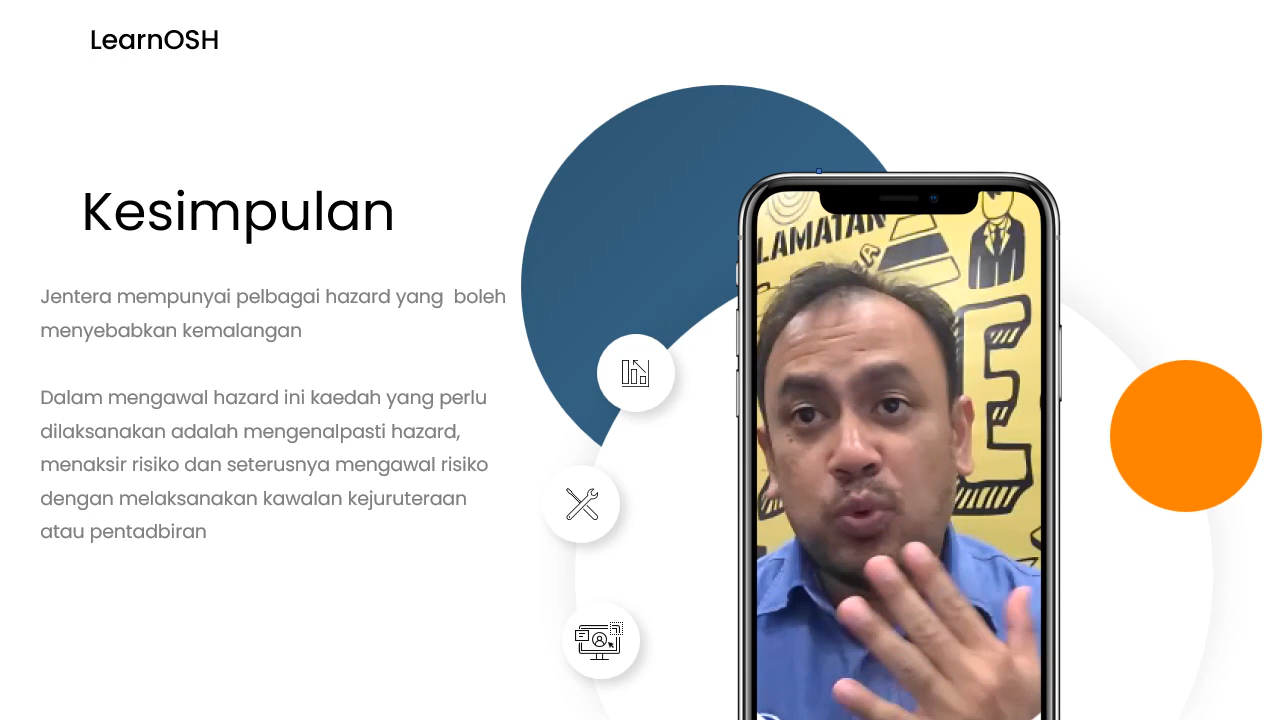 LearnOSH
Kesimpulan
Jentera mempunyai pelbagai hazard yang  boleh
menyebabkan kemalangan
Dalam mengawal hazard ini kaedah yang perlu
dilaksanakan adalah mengenalpasti hazard,
menaksir risiko dan seterusnya mengawal risiko
dengan melaksanakan kawalan kejuruteraan
atau pentadbiran
LAMATAN